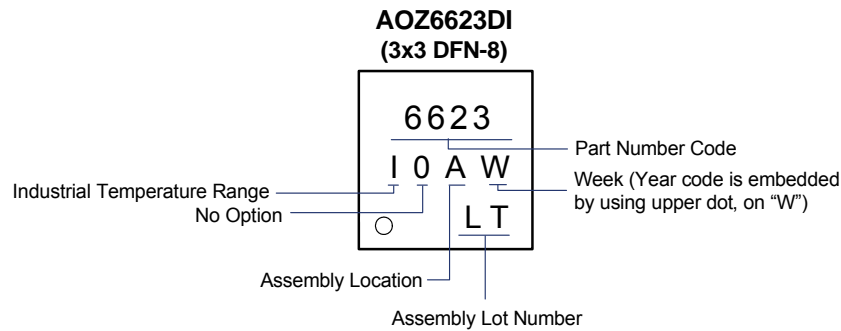 AOZ6623DI
(3x3 DFN-8)
6623
Part Number Code
I 0 A W
Industrial Temperature Range
Week (Year code is embedded
by using upper dot, on “W”)
No Option
L T
Assembly Location
Assembly Lot Number